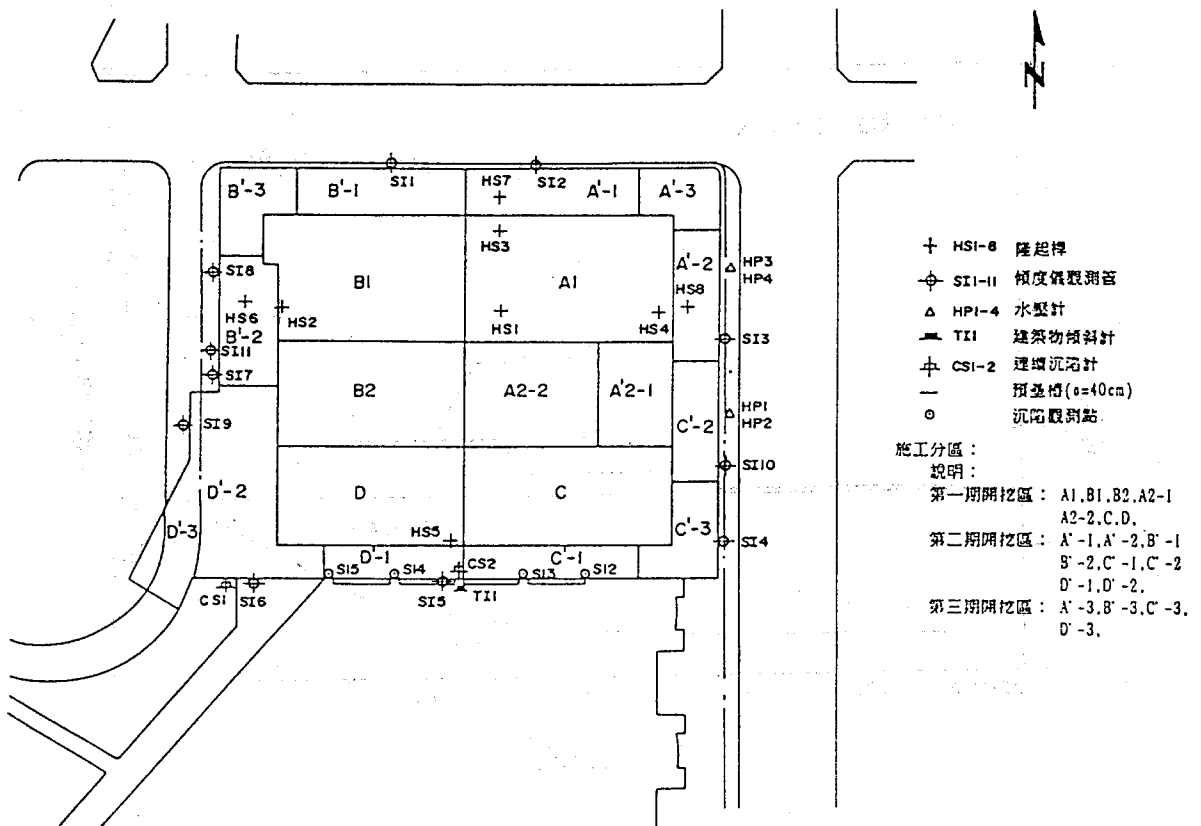 N
SI1
SI2
B'-3
B'-1
HS7
A'-1
A'-3
HS3
SI8
B1
A1
A'-2
HP3
HP4
HS6
HS2
HS1
HS4
HS8
B'-2
SI11
SI3
SI7
B2
A2-2
A'2-1
HP1
HP2
SI9
C'-2
SI10
D'-2
D
C
D'-3
HS5
C'-3
SI4
D'-1
CS2
C'-1
S15
S14
S13
S12
CS1
SI6
SI5
TI1
HS1-8 隆起桿
SI1-11 傾度儀觀測管
HP1-4 水壓計
TI1 建築物傾斜計
CS1-2 連續沉陷計
預壘樁(ø=40cm)
沉陷觀測點
施工分區：
說明：
第一期開挖區： A1,B1,B2,A2-1
A2-2,C,D,
第二期開挖區： A'-1,A'-2,B'-1
B'-2,C'-1,C'-2
D'-1,D'-2,
第三期開挖區： A'-3,B'-3,C'-3,
D'-3,